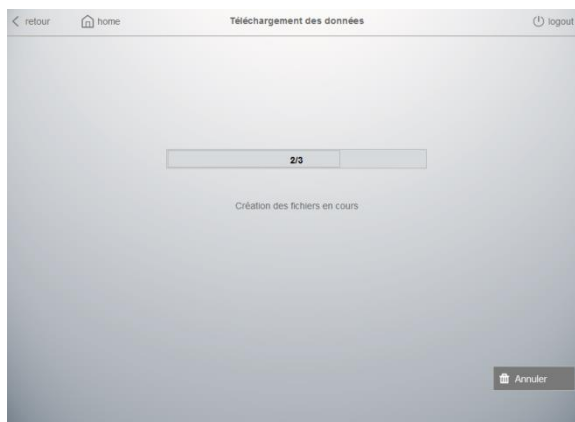 retour
home
Téléchargement des données
logout
2/3
Création des fichiers en cours
Annuler